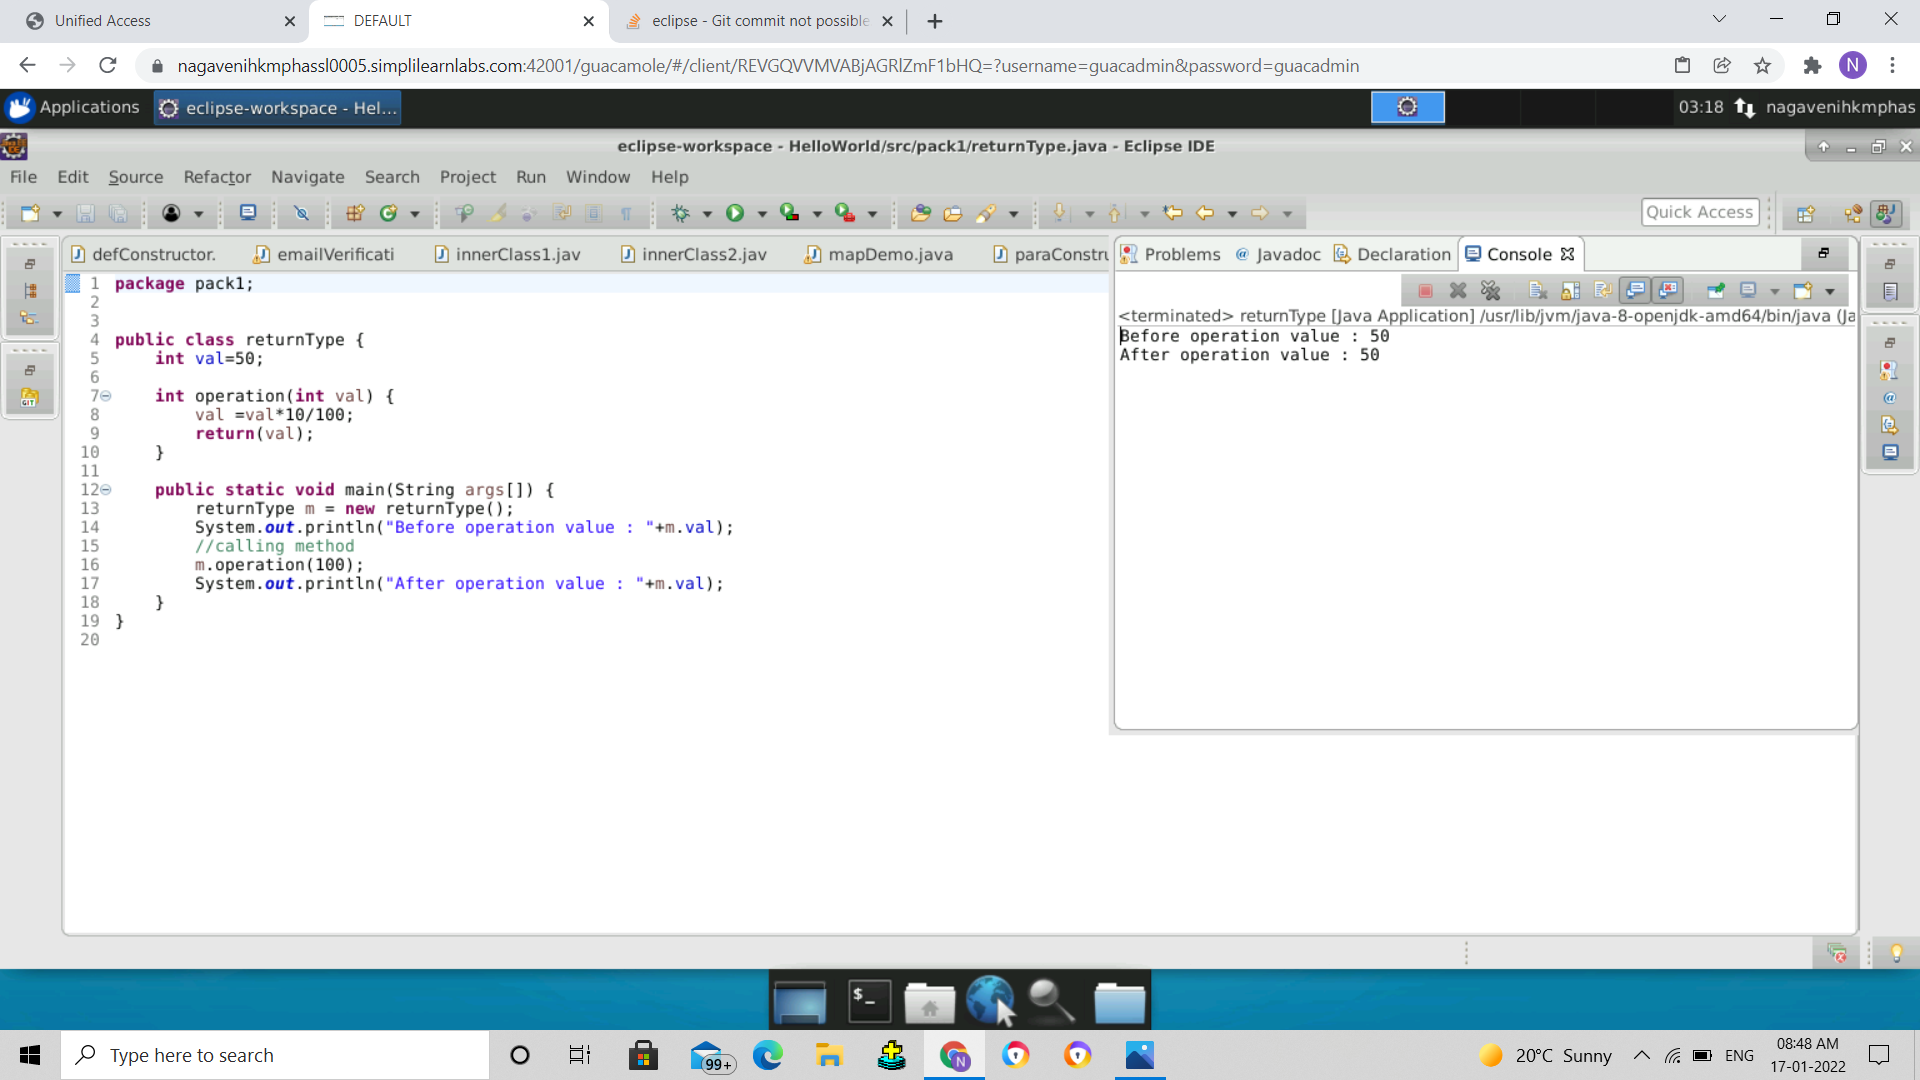 Unified Access
DEFAULT
eclipse - Git commit not possible
nagavenihkmphassl0005.simplilearnlabs.com:42001/guacamole/#/client/REVGQVVMVABjAGRlZmF1bHQ=?username=guacadmin&password=guacadmin
N
Applications
eclipse-workspace - Hel...
03:18
nagavenihkmphas
eclipse-workspace - HelloWorld/src/pack1/returnType.java - Eclipse IDE
File Edit Source Refactor Navigate Search Project Run Window Help
Quick Access
defConstructor. emailVerificati innerClass1.jav innerClass2.jav mapDemo.java paraConstru
1 package pack1;
2
3
4 public class returnType {
5 int val=50;
6
7 int operation(int val) {
8 val =val*10/100;
9 return(val);
10 }
11
12 public static void main(String args[]) {
13 returnType m = new returnType();
14 System.out.println("Before operation value : "+m.val);
15 //calling method
16 m.operation(100);
17 System.out.println("After operation value : "+m.val);
18 }
19 }
20
Problems @ Javadoc Declaration Console
<terminated> returnType [Java Application] /usr/lib/jvm/java-8-openjdk-amd64/bin/java (Ja
Before operation value : 50
After operation value : 50
GIT
@
$_
Type here to search
99+
N
20°C Sunny
ENG
08:48 AM
17-01-2022